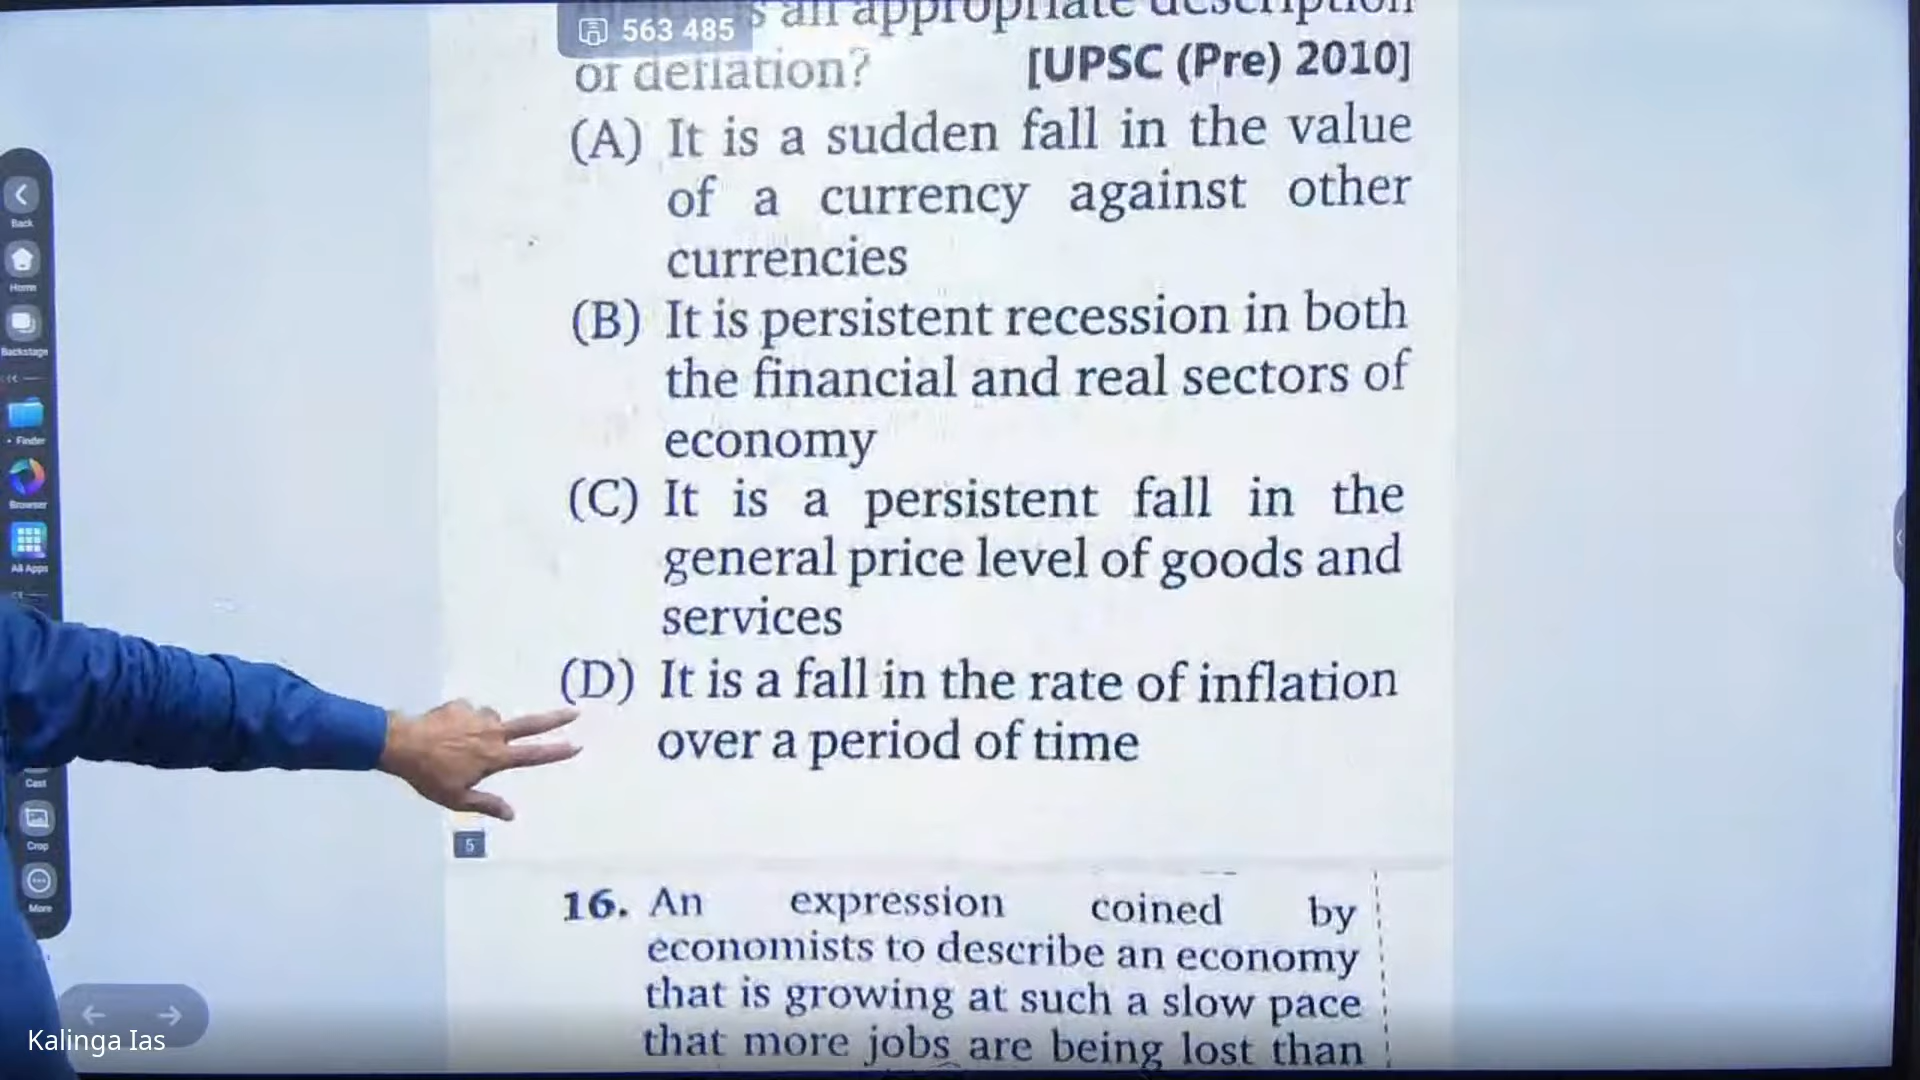 563 485
s an appropriate description
of deflation? [UPSC (Pre) 2010]
(A) It is a sudden fall in the value
of a currency against other
currencies
(B) It is persistent recession in both
the financial and real sectors of
economy
(C) It is a persistent fall in the
general price level of goods and
services
(D) It is a fall in the rate of inflation
over a period of time
5
16. An expression coined by
economists to describe an economy
that is growing at such a slow pace
that more jobs are being lost than
Back
Home
Backstage
Finder
Browser
All Apps
Cast
Crop
More
Kalinga Ias